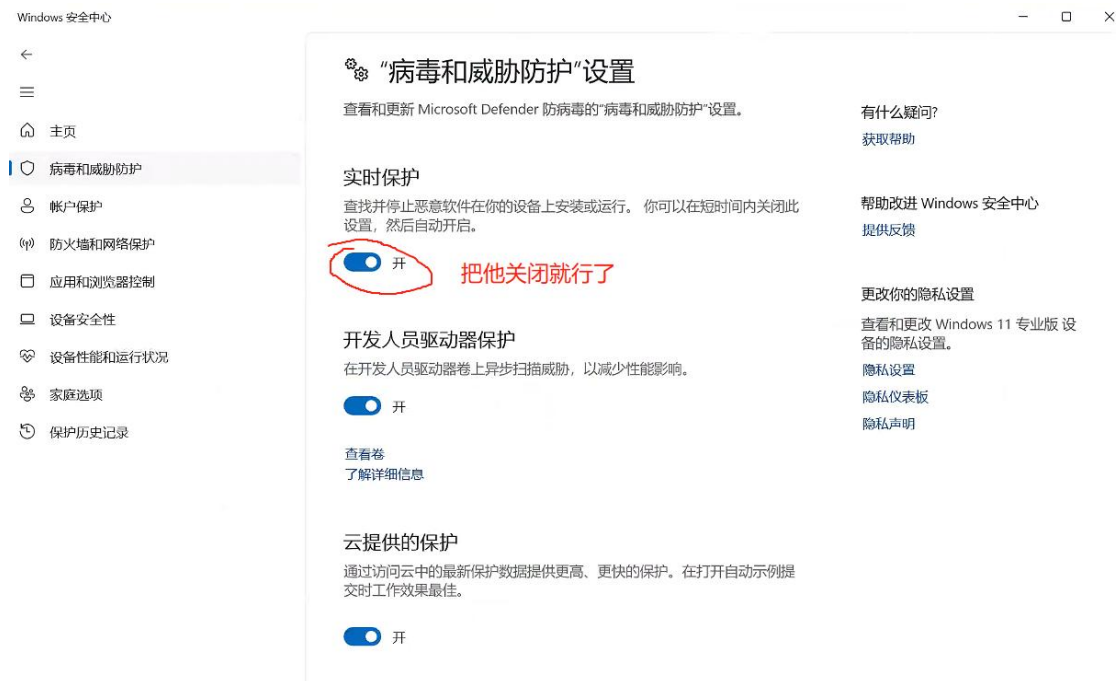 Windows 安全中心
主页
病毒和威胁防护
帐户保护
防火墙和网络保护
应用和浏览器控制
设备安全性
设备性能和运行状况
家庭选项
保护历史记录
“病毒和威胁防护”设置
查看和更新 Microsoft Defender 防病毒的“病毒和威胁防护”设置。
实时保护
查找并停止恶意软件在你的设备上安装或运行。 你可以在短时间内关闭此
设置，然后自动开启。
开
把他关闭就行了
开发人员驱动器保护
在开发人员驱动器卷上异步扫描威胁，以减少性能影响。
开
查看卷
了解详细信息
云提供的保护
通过访问云中的最新保护数据提供更高、更快的保护。在打开自动示例提
交时工作效果最佳。
开
有什么疑问?
获取帮助
帮助改进 Windows 安全中心
提供反馈
更改你的隐私设置
查看和更改 Windows 11 专业版 设
备的隐私设置。
隐私设置
隐私仪表板
隐私声明